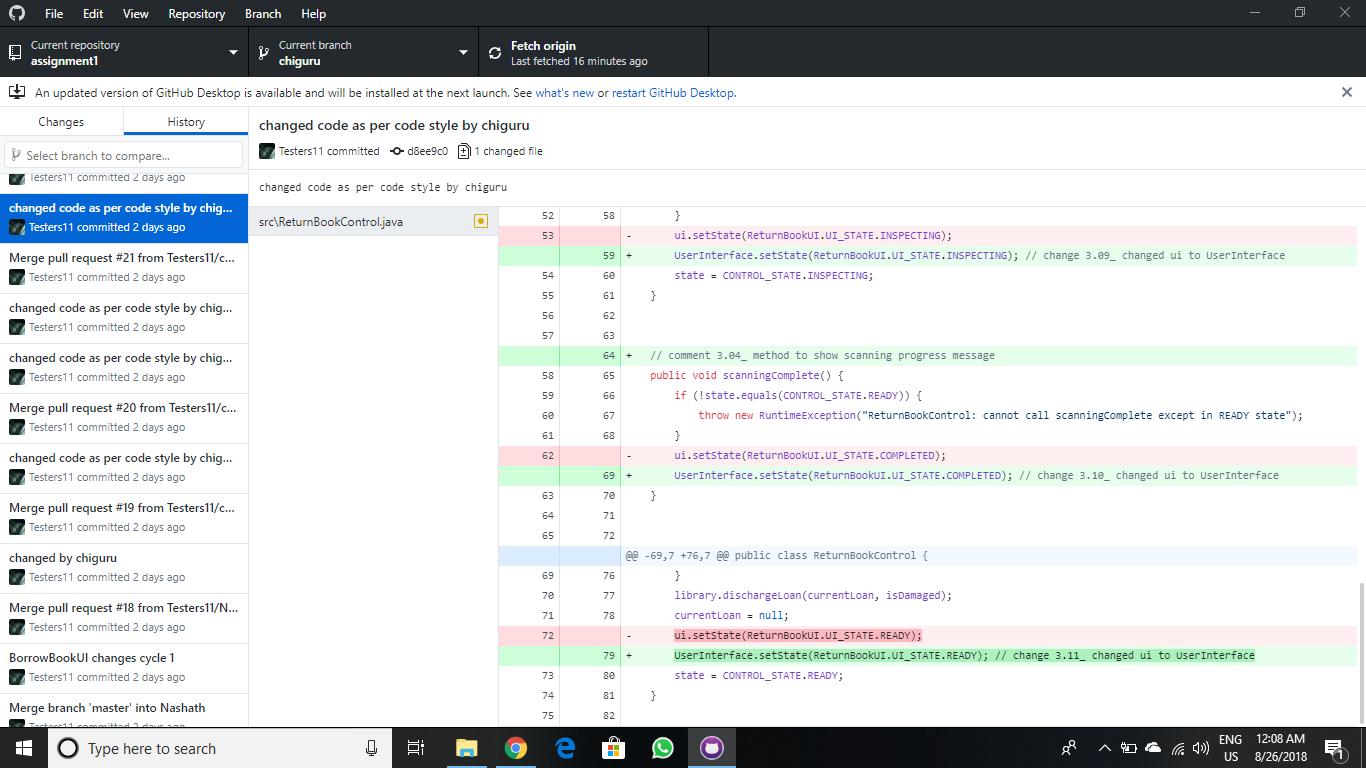 File Edit View Repository Branch Help
Current repository
assignment1
Current branch
chiguru
Fetch origin
Last fetched 16 minutes ago
An updated version of GitHub Desktop is available and will be installed at the next launch. See what's new or restart GitHub Desktop.
Changes History
Select branch to compare...
Testers11 committed 2 days ago
changed code as per code style by chig...
Testers11 committed 2 days ago
Merge pull request #21 from Testers11/c...
Testers11 committed 2 days ago
changed code as per code style by chig...
Testers11 committed 2 days ago
changed code as per code style by chig...
Testers11 committed 2 days ago
Merge pull request #20 from Testers11/c...
Testers11 committed 2 days ago
changed code as per code style by chig...
Testers11 committed 2 days ago
Merge pull request #19 from Testers11/c...
Testers11 committed 2 days ago
changed by chiguru
Testers11 committed 2 days ago
Merge pull request #18 from Testers11/N...
Testers11 committed 2 days ago
BorrowBookUI changes cycle 1
Testers11 committed 2 days ago
Merge branch 'master' into Nashath
Testers11 committed 2 days ago
changed code as per code style by chiguru
Testers11 committed d8ee9c0 1 changed file
changed code as per code style by chiguru
src\ReturnBookControl.java
52 58 }
53 - ui.setState(ReturnBookUI.UI_STATE.INSPECTING);
59 + UserInterface.setState(ReturnBookUI.UI_STATE.INSPECTING); // change 3.09_ changed ui to UserInterface
54 60 state = CONTROL_STATE.INSPECTING;
55 61 }
56 62
57 63
64 + // comment 3.04_ method to show scanning progress message
58 65 public void scanningComplete() {
59 66 if (!state.equals(CONTROL_STATE.READY)) {
60 67 throw new RuntimeException("ReturnBookControl: cannot call scanningComplete except in READY state");
61 68 }
62 - ui.setState(ReturnBookUI.UI_STATE.COMPLETED);
69 + UserInterface.setState(ReturnBookUI.UI_STATE.COMPLETED); // change 3.10_ changed ui to UserInterface
63 70 }
64 71
65 72
@@ -69,7 +76,7 @@ public class ReturnBookControl {
69 76 }
70 77 library.dischargeLoan(currentLoan, isDamaged);
71 78 currentLoan = null;
72 - ui.setState(ReturnBookUI.UI_STATE.READY);
79 + UserInterface.setState(ReturnBookUI.UI_STATE.READY); // change 3.11_ changed ui to UserInterface
73 80 state = CONTROL_STATE.READY;
74 81 }
75 82
Type here to search
ENG
US
12:08 AM
8/26/2018
1